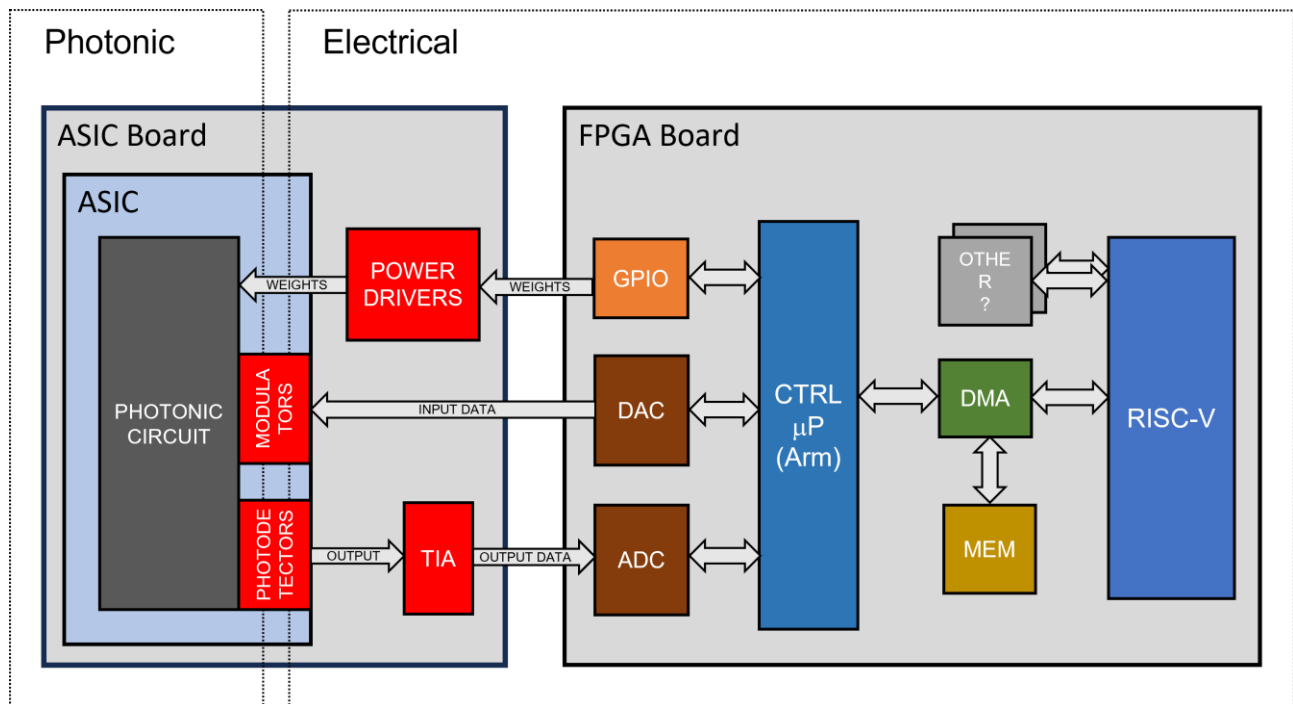 Photonic
Electrical
ASIC Board
FPGA Board
ASIC
WEIGHTS
POWER
DRIVERS
WEIGHTS
GPIO
OTHE
R
?
PHOTONIC
CIRCUIT
MODULA
TORS
INPUT DATA
DAC
CTRL
μP
(Arm)
DMA
RISC-V
PHOTODE
TECTORS
OUTPUT
TIA
OUTPUT DATA
ADC
MEM